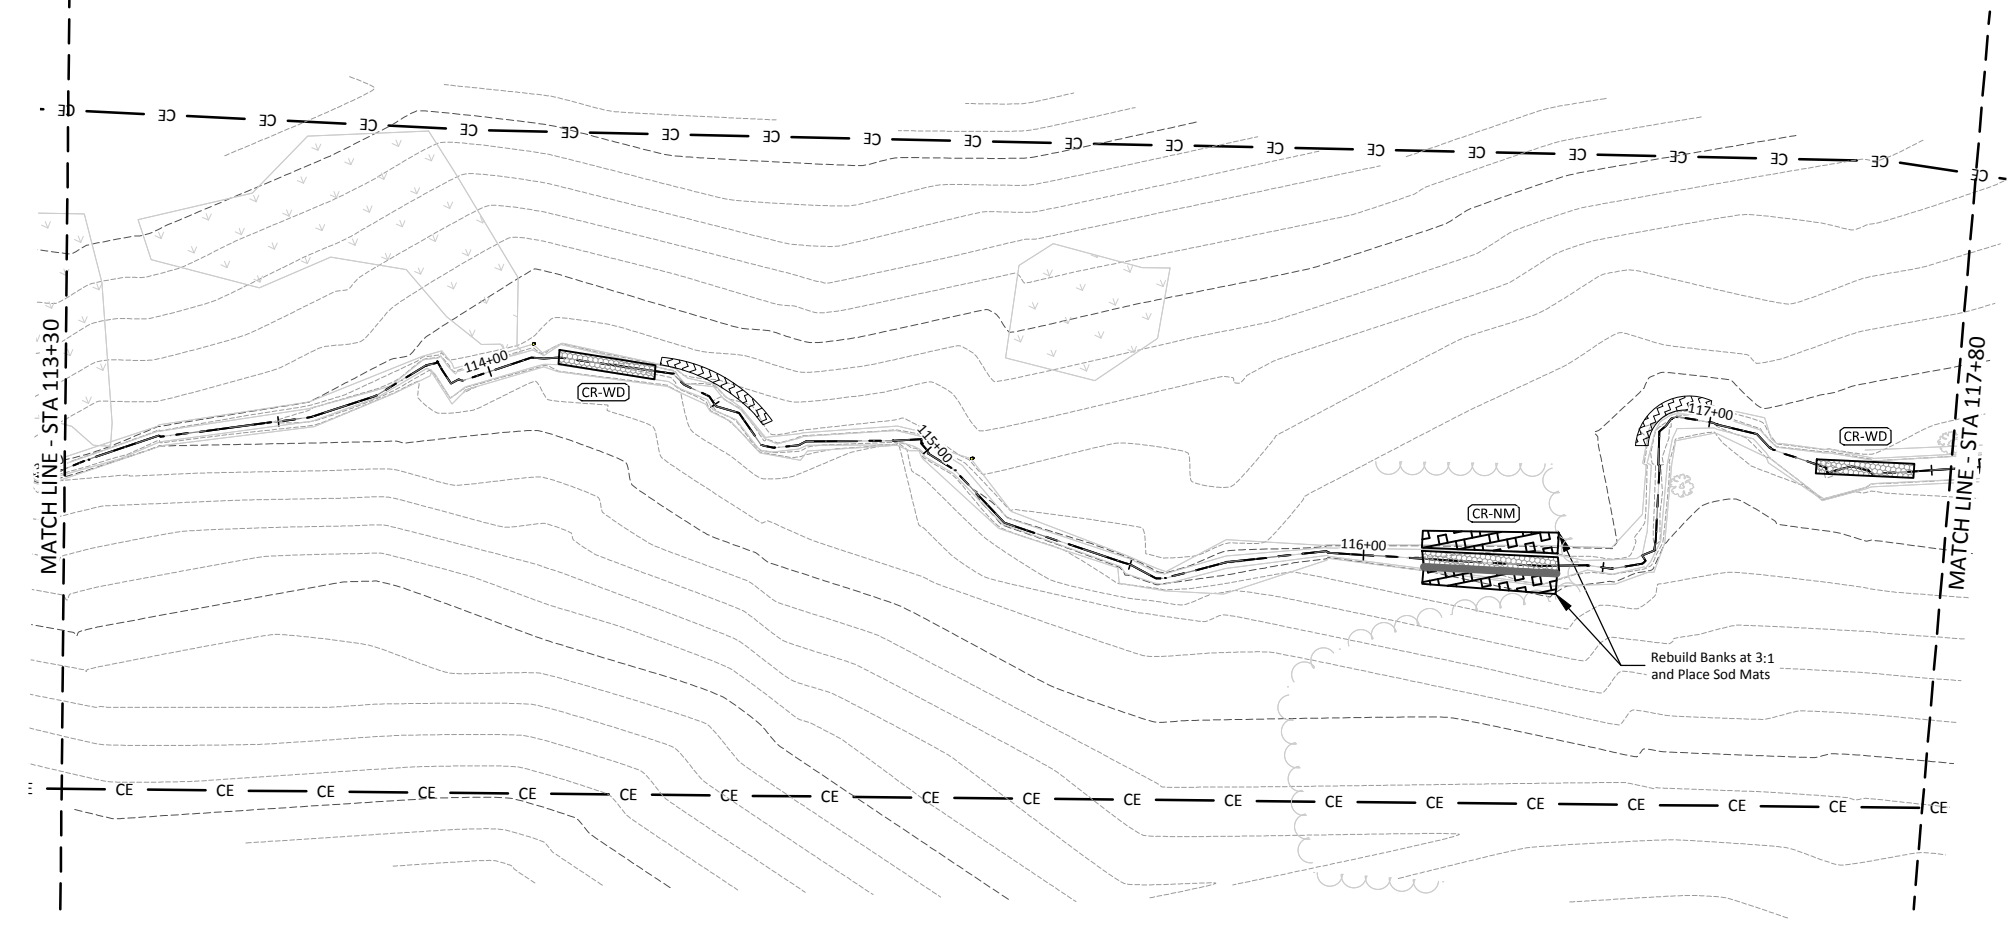 CE CE CE CE CE CE CE CE CE CE CE CE CE CE CE CE CE CE CE CE
MATCH LINE - STA 113+30
114+00
CR-WD
115+00
116+00
CR-NM
117+00
CR-WD
MATCH LINE - STA 117+80
Rebuild Banks at 3:1
and Place Sod Mats
CE CE CE CE CE CE CE CE CE CE CE CE CE CE CE CE CE CE CE